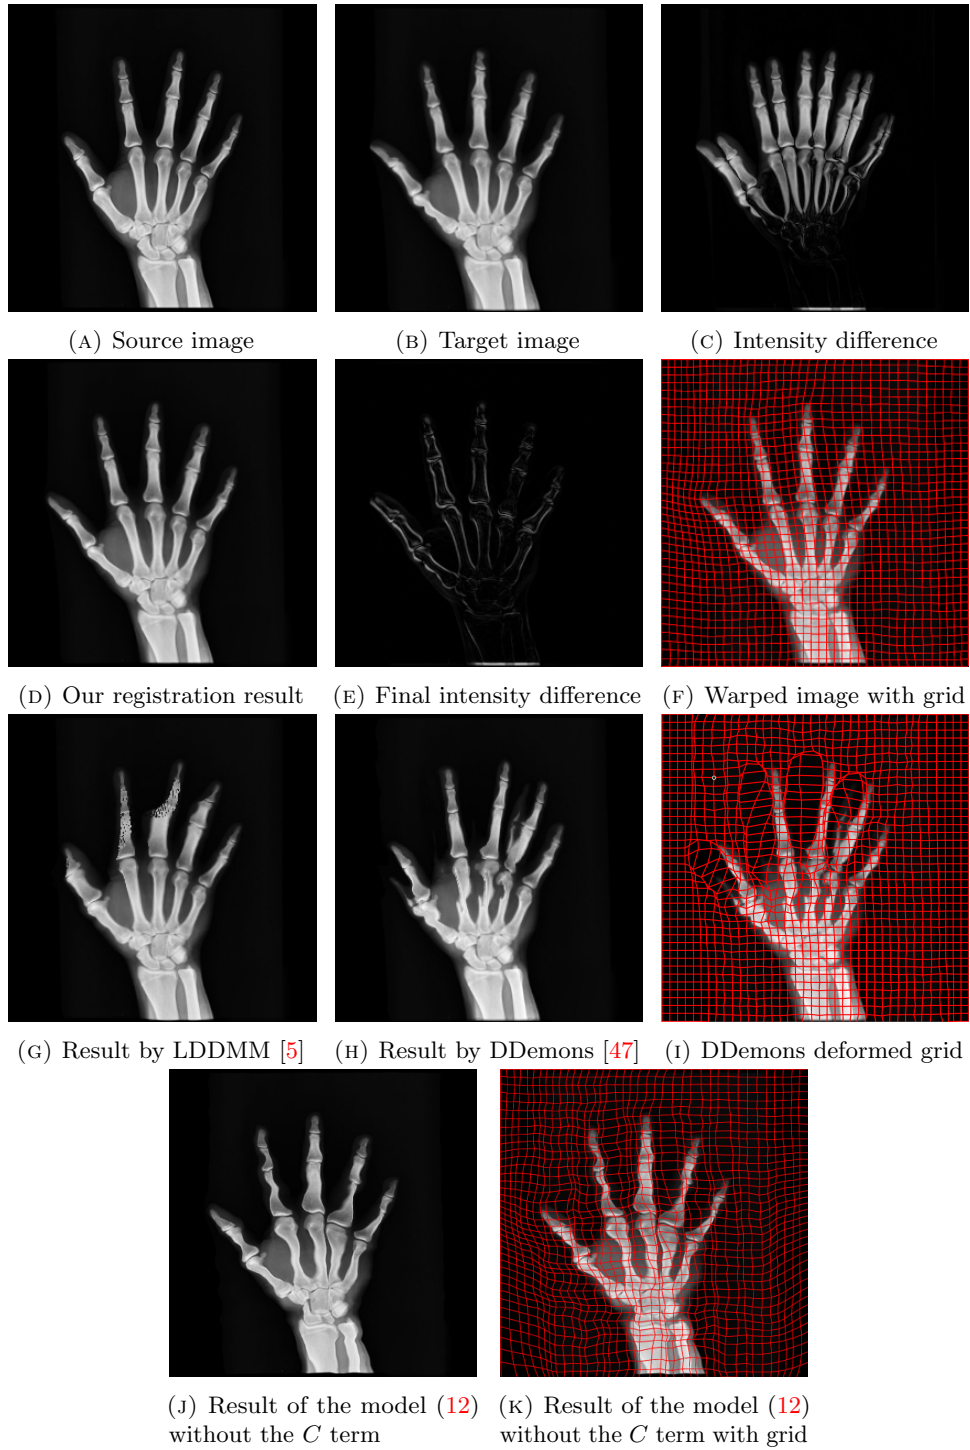 (A) Source image
(B) Target image
(C) Intensity difference
(D) Our registration result
(E) Final intensity difference
(F) Warped image with grid
(G) Result by LDDMM [5]
(H) Result by DDemons [47]
(I) DDemons deformed grid
(J) Result of the model (12)
without the C term
(K) Result of the model (12)
without the C term with grid